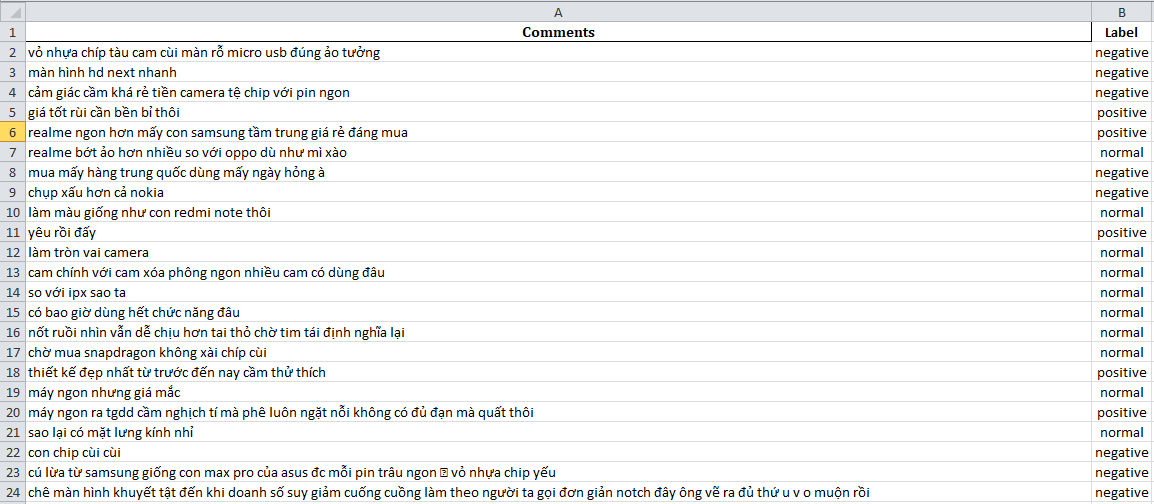 A B
1 Comments Label
2 vỏ nhựa chíp tàu cam cùi màn rỗ micro usb đúng ảo tưởng negative
3 màn hình hd next nhanh negative
4 cảm giác cầm khá rẻ tiền camera tệ chip với pin ngon negative
5 giá tốt rùi cần bền bỉ thôi positive
6 realme ngon hơn mấy con samsung tầm trung giá rẻ đáng mua positive
7 realme bớt ảo hơn nhiều so với oppo dù như mì xào normal
8 mua mấy hàng trung quốc dùng mấy ngày hỏng à negative
9 chụp xấu hơn cả nokia negative
10 làm màu giống như con redmi note thôi normal
11 yêu rồi đấy positive
12 làm tròn vai camera normal
13 cam chính với cam xóa phông ngon nhiều cam có dùng đâu normal
14 so với ipx sao ta normal
15 có bao giờ dùng hết chức năng đâu normal
16 nốt ruồi nhìn vẫn dễ chịu hơn tai thỏ chờ tim tái định nghĩa lại normal
17 chờ mua snapdragon không xài chíp cùi normal
18 thiết kế đẹp nhất từ trước đến nay cầm thử thích positive
19 máy ngon nhưng giá mắc normal
20 máy ngon ra tgdd cầm nghịch tí mà phê luôn ngặt nỗi không có đủ đạn mà quất thôi positive
21 sao lại có mặt lưng kính nhỉ normal
22 con chip cùi cùi negative
23 cú lừa từ samsung giống con max pro của asus đc mỗi pin trâu ngon vỏ nhựa chip yếu negative
24 chê màn hình khuyết tật đến khi doanh số suy giảm cuống cuồng làm theo người ta gọi đơn giản notch đây ông vẽ ra đủ thứ u v o muộn rồi negative